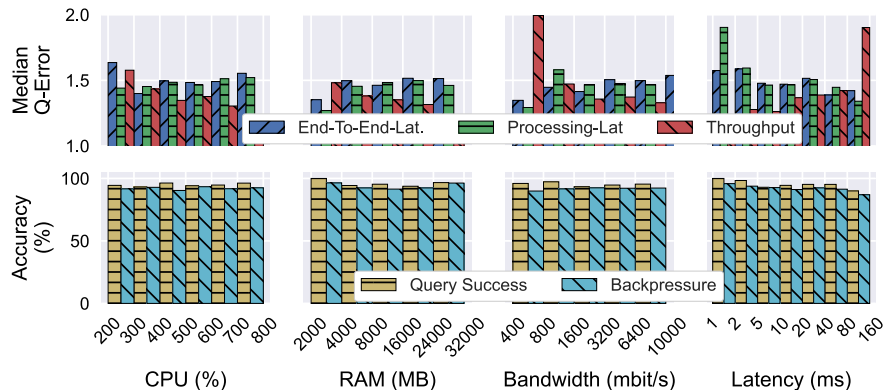 Median
Q-Error
2.0
1.5
1.0
End-To-End-Lat. Processing-Lat Throughput
Accuracy
(%)
100
50
0
Query Success Backpressure
200 300 400 500 600 700 800
2000 4000 8000 16000 24000 32000
400 800 1600 3200 6400 10000
1 2 5 10 20 40 80 160
CPU (%) RAM (MB) Bandwidth (mbit/s) Latency (ms)